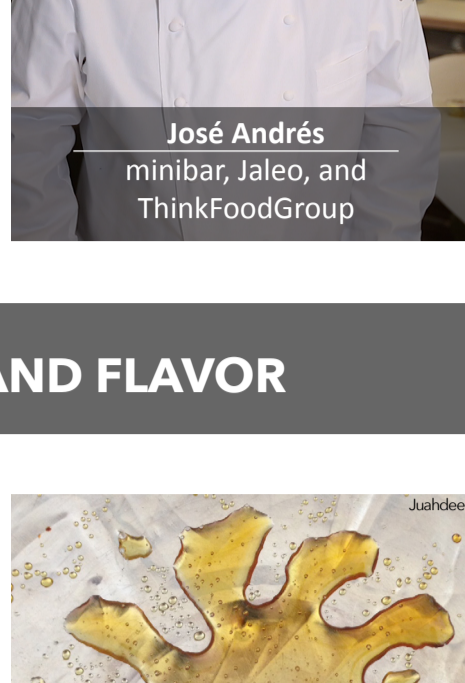 José Andrés
minibar, Jaleo, and
ThinkFoodGroup
AND FLAVOR
Juahdee